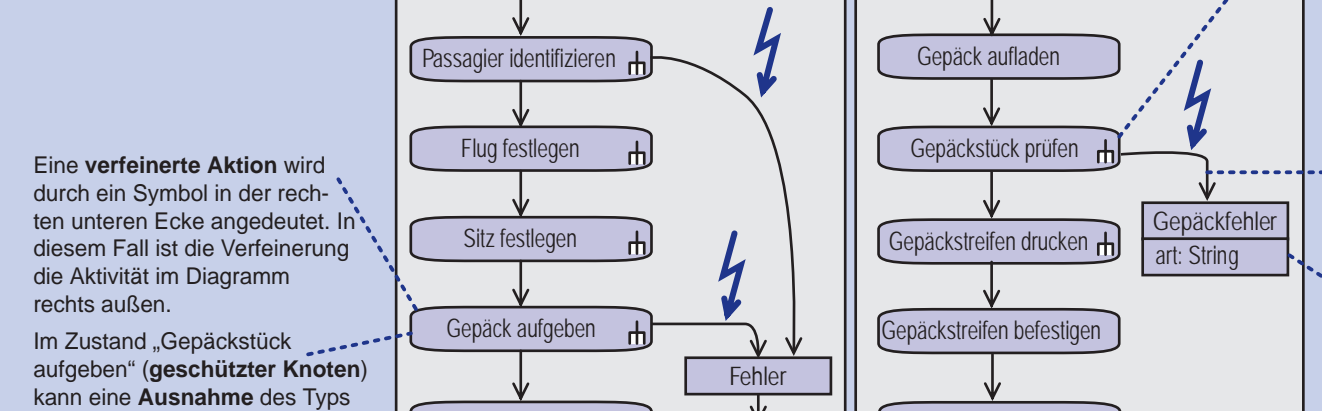 Eine verfeinerte Aktion wird
durch ein Symbol in der rech-
ten unteren Ecke angedeutet. In
diesem Fall ist die Verfeinerung
die Aktivität im Diagramm
rechts außen.
Im Zustand „Gepäckstück
aufgeben“ (geschützter Knoten)
kann eine Ausnahme des Typs
Passagier identifizieren
Flug festlegen
Sitz festlegen
Gepäck aufgeben
Fehler
Gepäck aufladen
Gepäckstück prüfen
Gepäckstreifen drucken
Gepäckstreifen befestigen
Gepäckfehler
art: String